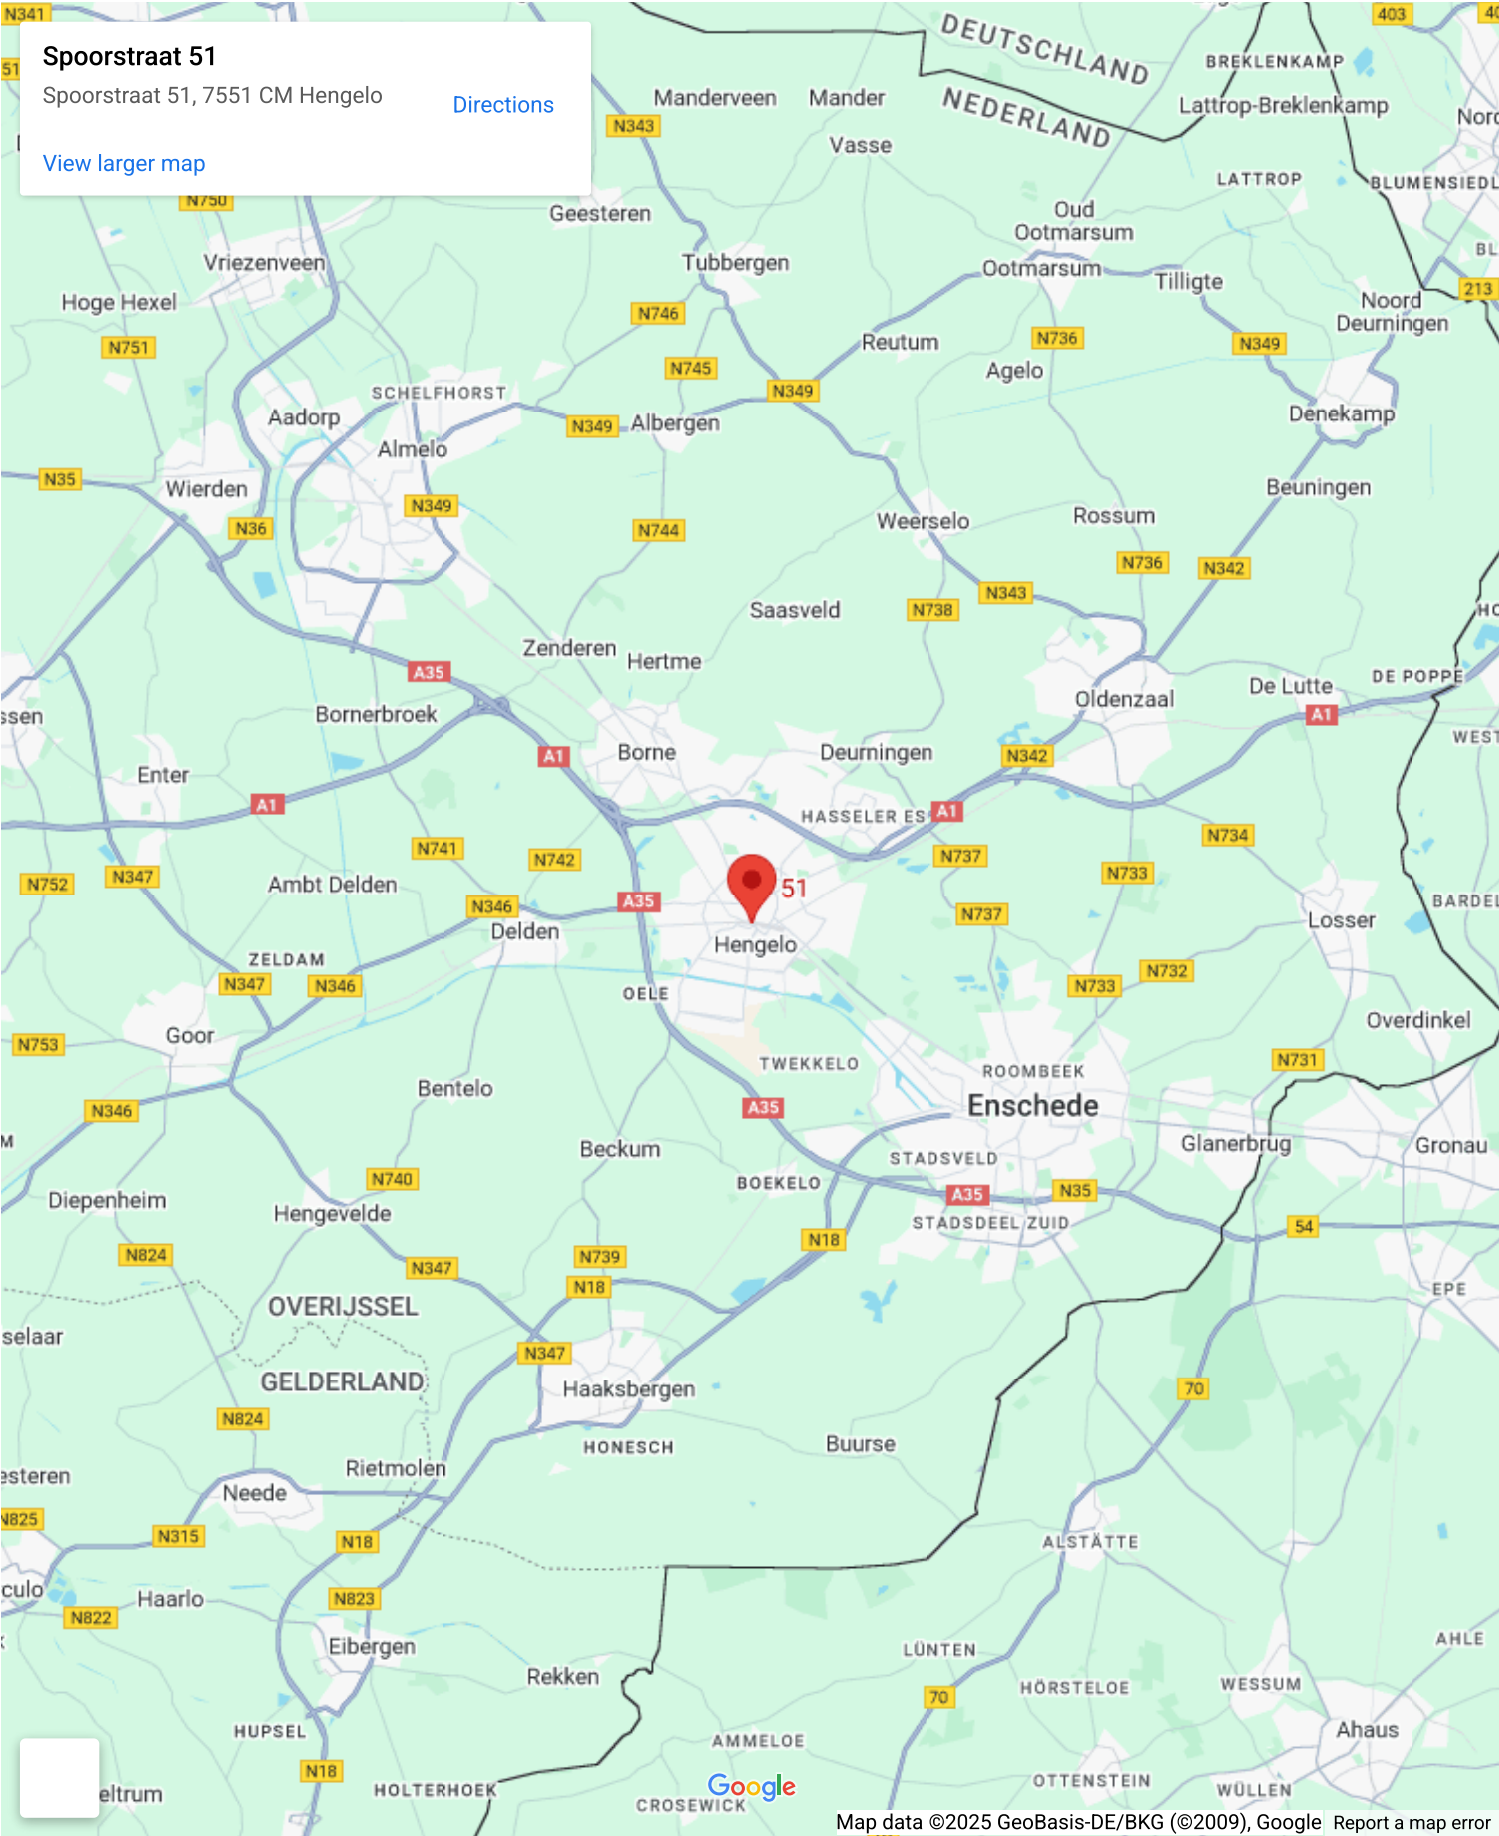 N341
403
Spoorstraat 51
Spoorstraat 51, 7551 CM Hengelo
Directions
View larger map
DEUTSCHLAND
NEDERLAND
BREKLENKAMP
Lattrop-Breklenkamp
Manderveen
Mander
Vasse
N343
LATTROP
N750
Geesteren
Oud
Ootmarsum
Ootmarsum
Vriezenveen
Tubbergen
Tilligte
213
Hoge Hexel
Noord
Deurningen
N746
N751
Reutum
N736
N349
N745
Agelo
SCHELFHORST
N349
Aadorp
N349
Albergen
Denekamp
Almelo
N35
Wierden
Beuningen
N349
N36
N744
Weerselo
Rossum
N736
N342
N343
Saasveld
N738
Zenderen
Hertme
A35
DE POPPE
De Lutte
Oldenzaal
Bornerbroek
A1
ssen
Borne
Deurningen
N342
A1
Enter
A1
HASSELER ES
A1
N741
N742
N737
N734
N733
N752
N347
Ambt Delden
51
N346
A35
N737
Losser
Delden
Hengelo
ZELDAM
N347
N346
OELE
N733
N732
Goor
Overdinkel
N753
TWEKKELO
ROOMBEEK
N731
Bentelo
Enschede
N346
A35
Beckum
STADSVELD
Glanerbrug
Gronau
N740
BOEKELO
A35
N35
Diepenheim
Hengevelde
STADSDEEL ZUID
54
N824
N739
N18
N347
N18
EPE
OVERIJSSEL
selaar
N347
GELDERLAND
Haaksbergen
70
N824
HONESCH
Buurse
Rietmolen
esteren
Neede
N825
N315
N18
ALSTÄTTE
culo
Haarlo
N823
N822
Eibergen
LÜNTEN
AHLE
Rekken
HÖRSTELOE
WESSUM
70
HUPSEL
Ahaus
AMMELOE
N18
HOLTERHOEK
Google
OTTENSTEIN
WÜLLEN
eltrum
CROSEWICK
Map data ©2025 GeoBasis-DE/BKG (©2009), Google
Report a map error